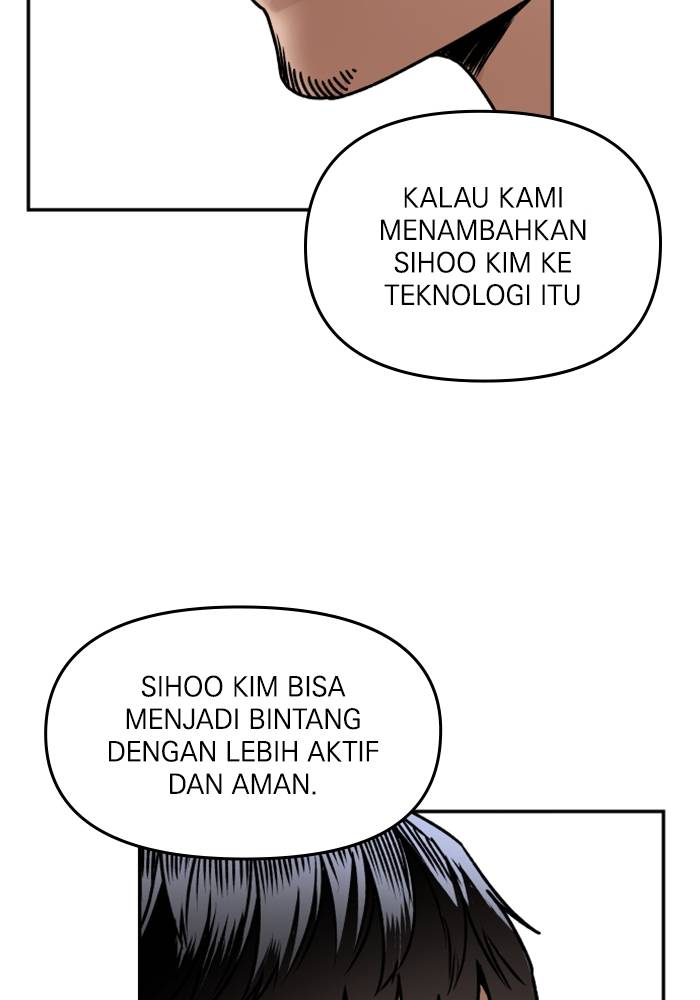 KALAU KAMI
MENAMBAHKAN
SIHOO KIM KE
TEKNOLOGI ITU
SIHOO KIM BISA
MENJADI BINTANG
DENGAN LEBIH AKTIF
DAN AMAN.